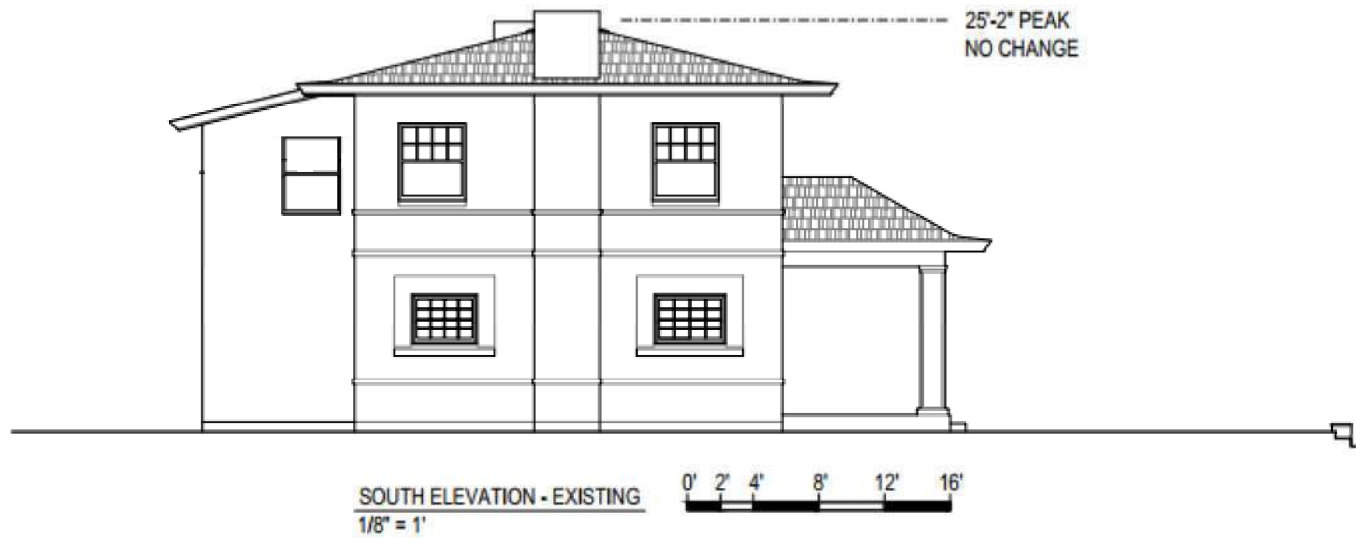 25'-2" PEAK
NO CHANGE
SOUTH ELEVATION - EXISTING
1/8" = 1'
0' 2' 4' 8' 12' 16'